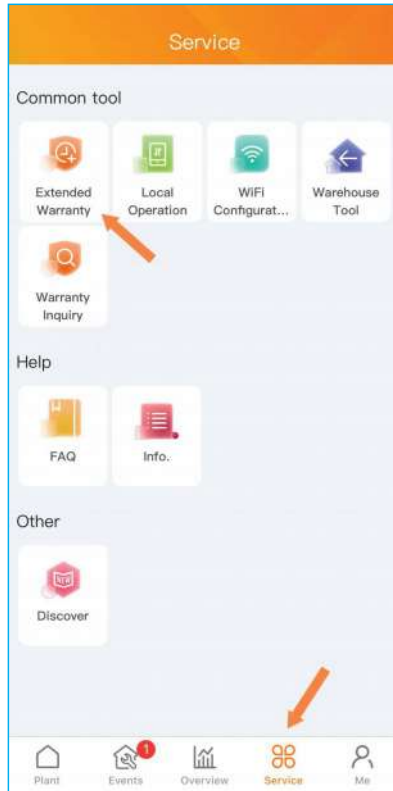 Service
Common tool
Extended
Warranty
Local
Operation
WiFi
Configurat...
Warehouse
Tool
Warranty
Inquiry
Help
FAQ
Info.
Other
NEW
Discover
1
Plant
Events
Overview
Service
Me